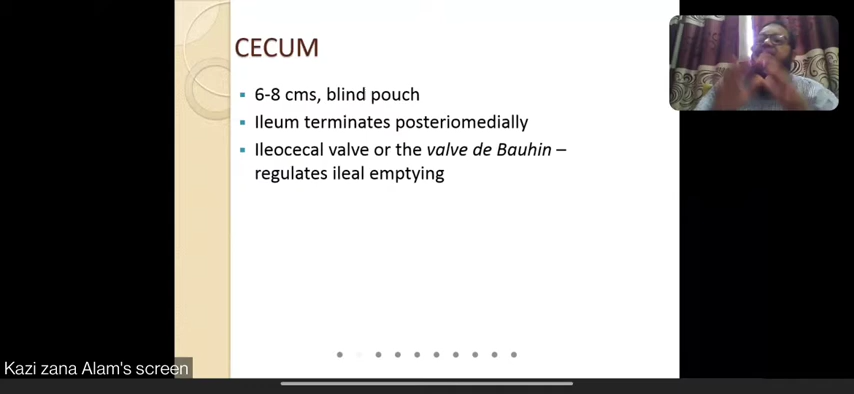 CECUM
▪ 6-8 cms, blind pouch
▪ Ileum terminates posteriomedially
▪ Ileocecal valve or the valve de Bauhin –
regulates ileal emptying
Kazi zana Alam's screen